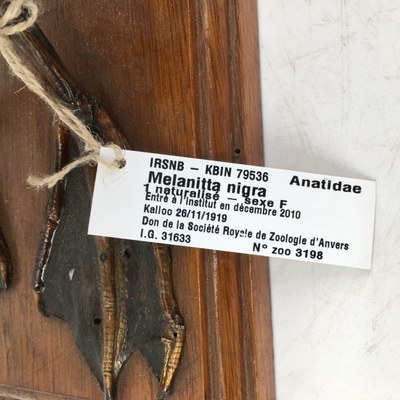 IRSNB – KBIN 79536 Anatidae
Melanitta nigra
1 naturalisé – sexe F
Entré à l'Institut en décembre 2010
Kalloo 26/11/1919
Don de la Société Royale de Zoologie d'Anvers
I.G. 31633 N° zoo 3198